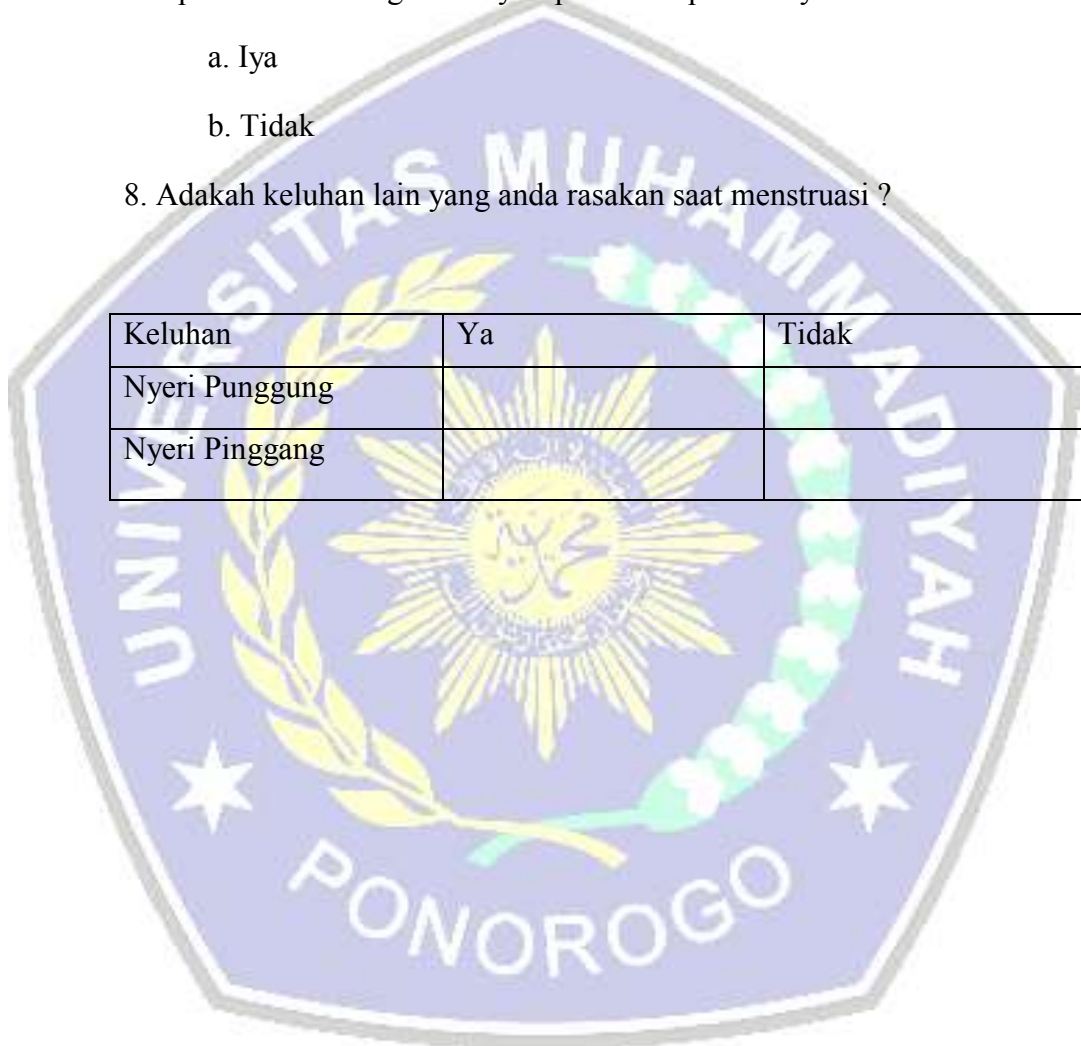 a. Iya
b. Tidak
8. Adakah keluhan lain yang anda rasakan saat menstruasi ?
Keluhan Ya Tidak
Nyeri Punggung
Nyeri Pinggang
UNIVERSITAS MUHAMMADIYAH
PONOROGO